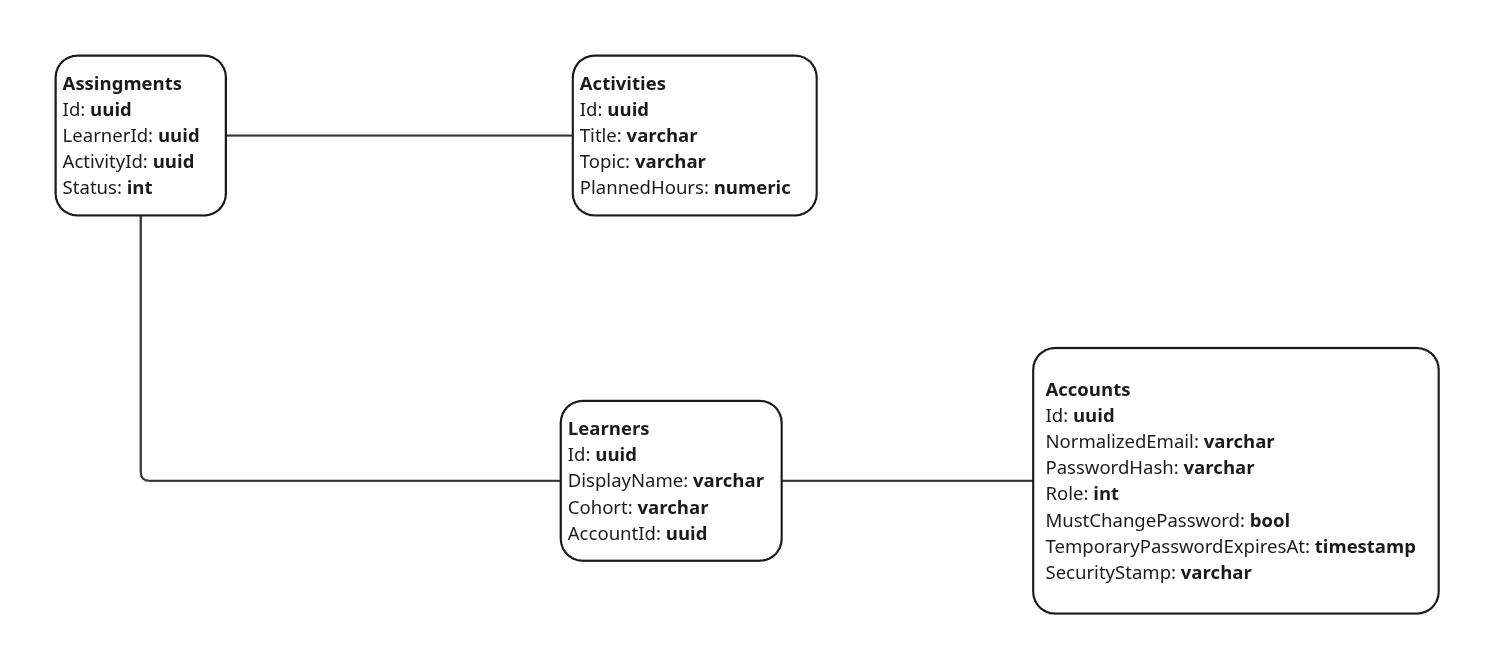 Assingments
Id: uuid
LearnerId: uuid
ActivityId: uuid
Status: int
Activities
Id: uuid
Title: varchar
Topic: varchar
PlannedHours: numeric
Learners
Id: uuid
DisplayName: varchar
Cohort: varchar
AccountId: uuid
Accounts
Id: uuid
NormalizedEmail: varchar
PasswordHash: varchar
Role: int
MustChangePassword: bool
TemporaryPasswordExpiresAt: timestamp
SecurityStamp: varchar